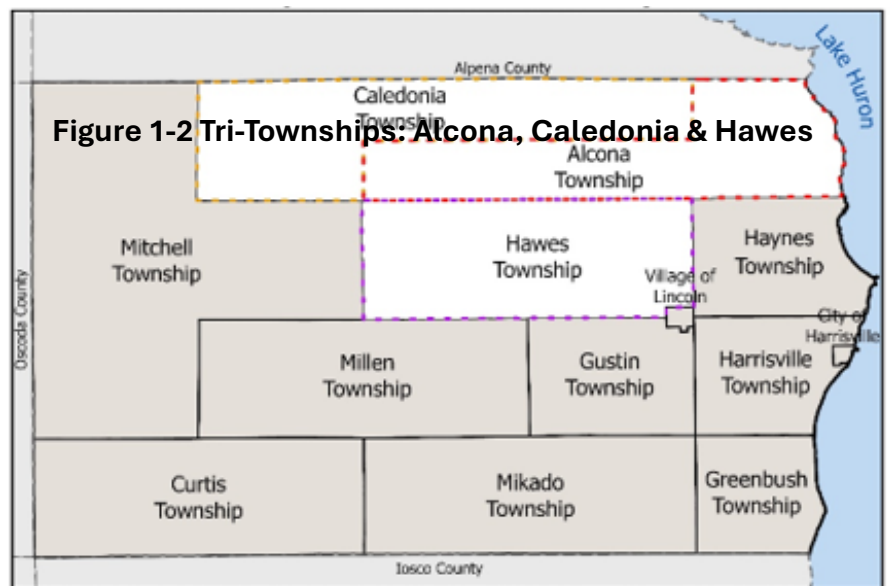 Lake Huron
Alpena County
Caledonia
Township
Figure 1-2 Tri-Townships: Alcona, Caledonia & Hawes
Alcona
Township
Mitchell
Township
Hawes
Township
Haynes
Township
Village of
Lincoln
Oscoda County
City of
Harrisville
Millen
Township
Gustin
Township
Harrisville
Township
Curtis
Township
Mikado
Township
Greenbush
Township
Iosco County